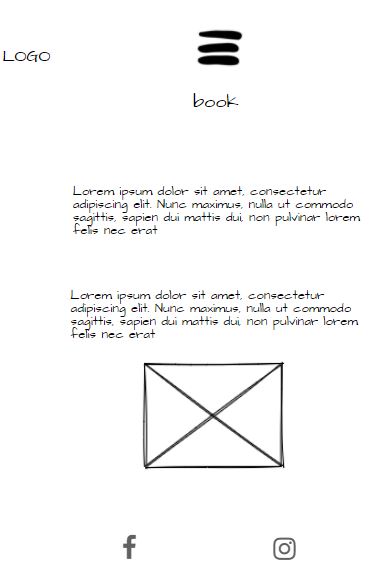 LOGO
book
Lorem ipsum dolor sit amet, consectetur
adipiscing elit. Nunc maximus, nulla ut commodo
sagittis, sapien dui mattis dui, non pulvinar lorem
felis nec erat
Lorem ipsum dolor sit amet, consectetur
adipiscing elit. Nunc maximus, nulla ut commodo
sagittis, sapien dui mattis dui, non pulvinar lorem
felis nec erat